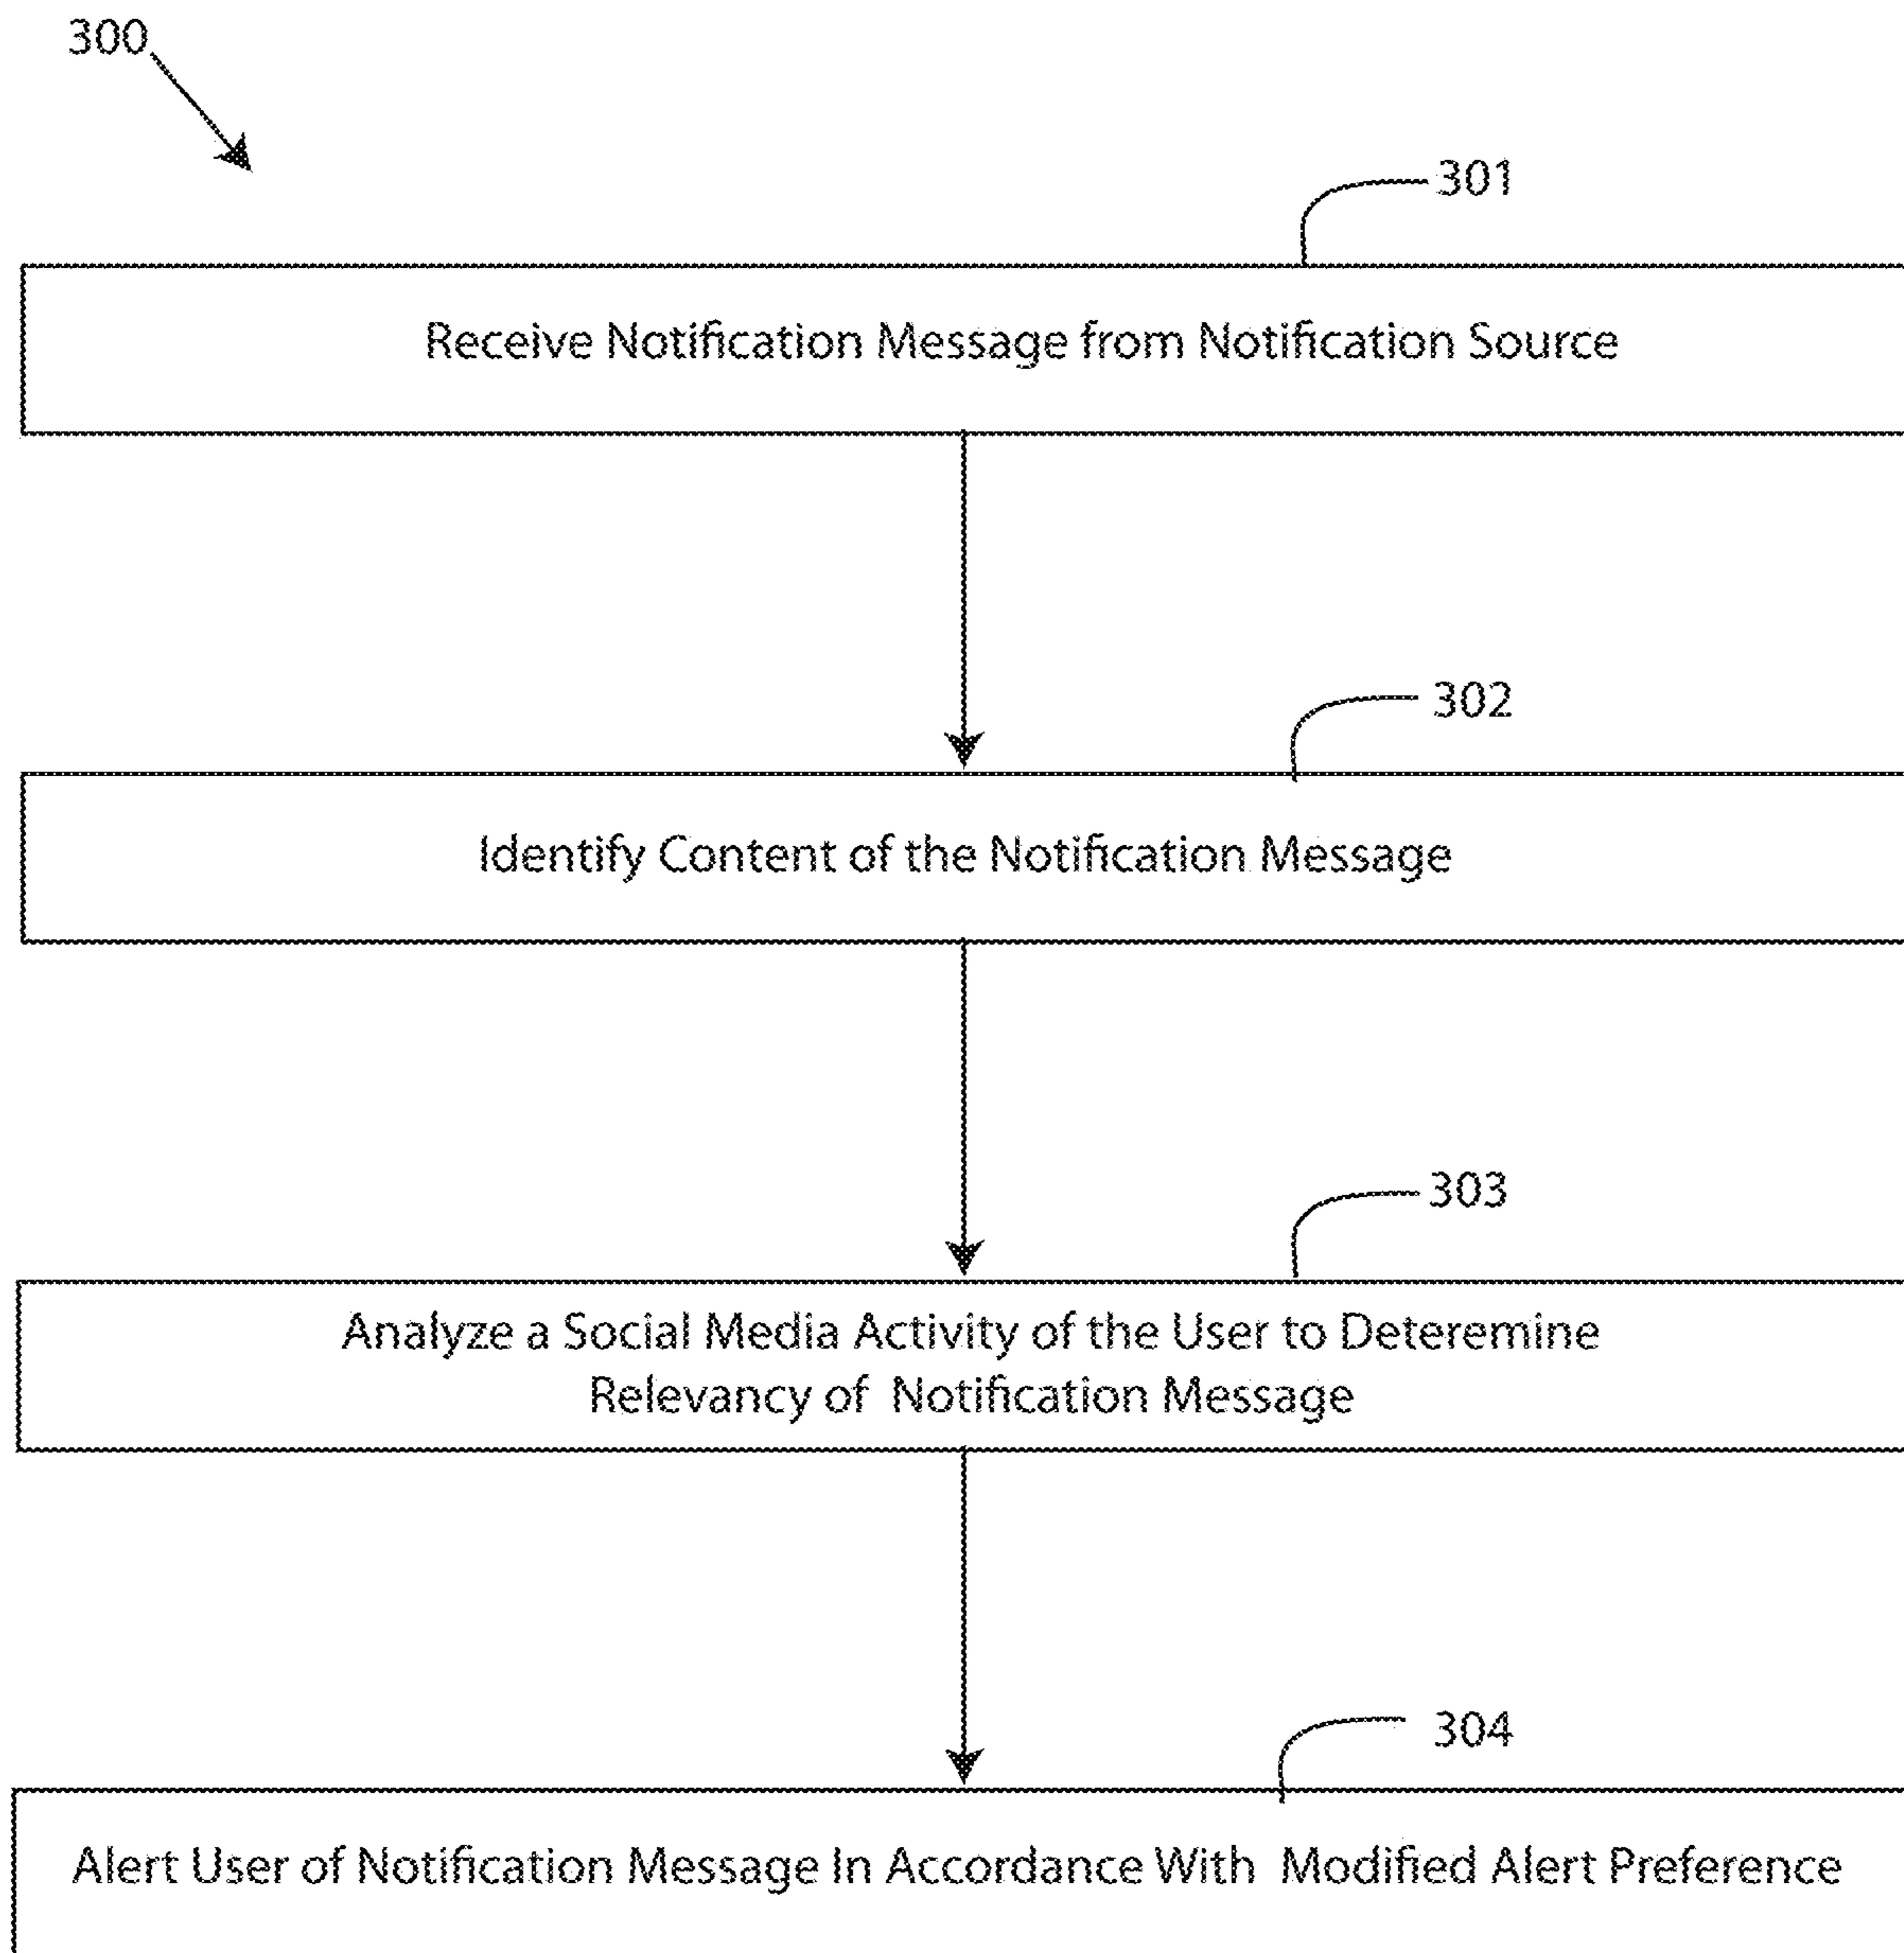 300
301
Receive Notification Message from Notification Source
302
Identify Content of the Notification Message
303
Analyze a Social Media Activity of the User to Deteremine
Relevancy of Notification Message
304
Alert User of Notification Message In Accordance With Modified Alert Preference